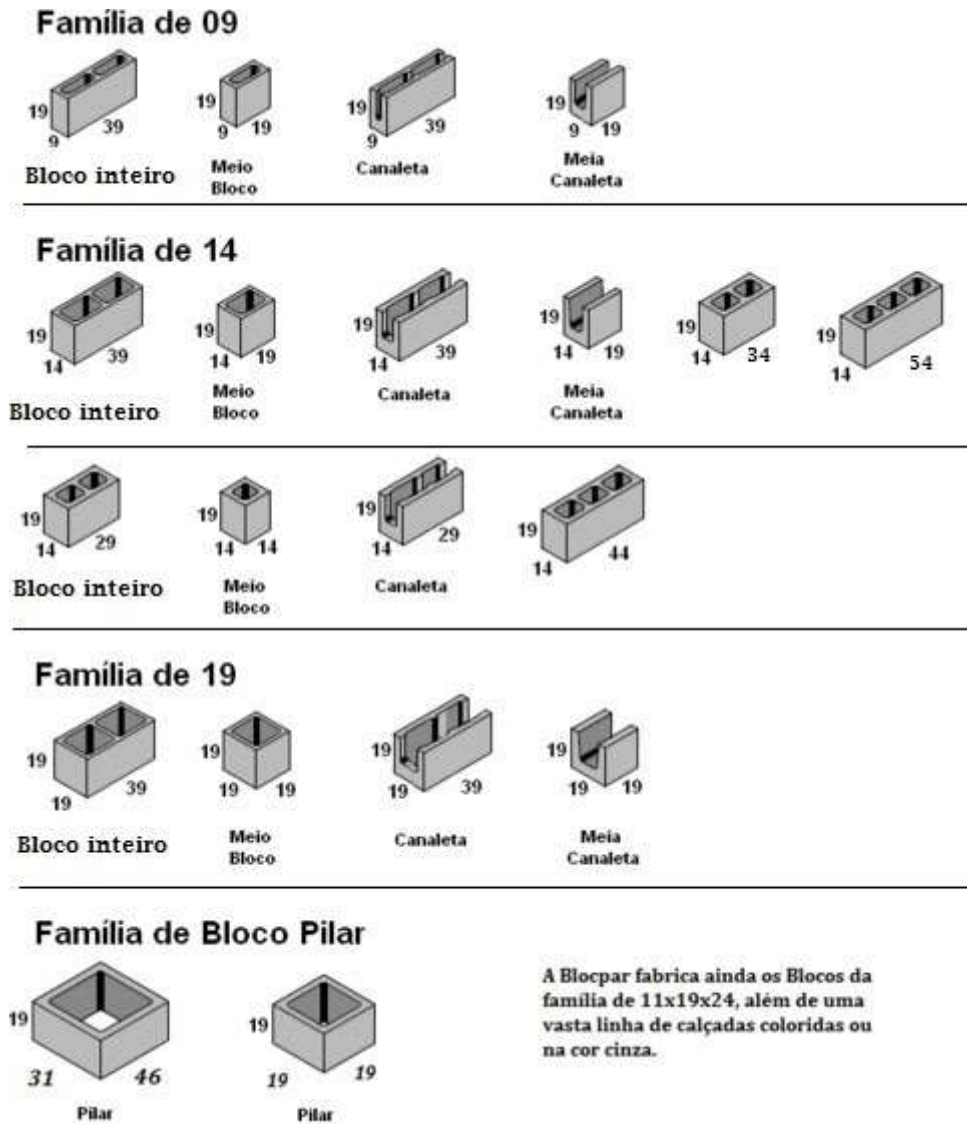 Família de 09
19
9
39
19
9
19
19
9
39
19
9
19
Bloco inteiro
Meio
Bloco
Canaleta
Meia
Canaleta
Família de 14
19
14
39
19
14
19
19
14
39
19
14
19
19
14
34
19
14
54
Bloco inteiro
Meio
Bloco
Canaleta
Meia
Canaleta
19
14
29
19
14
14
19
14
29
19
14
44
Bloco inteiro
Meio
Bloco
Canaleta
Família de 19
19
19
39
19
19
19
19
19
39
19
19
19
Bloco inteiro
Meio
Bloco
Canaleta
Meia
Canaleta
Família de Bloco Pilar
19
31
46
Pilar
19
19
19
Pilar
A Blocpar fabrica ainda os Blocos da
família de 11x19x24, além de uma
vasta linha de calçadas coloridas ou
na cor cinza.